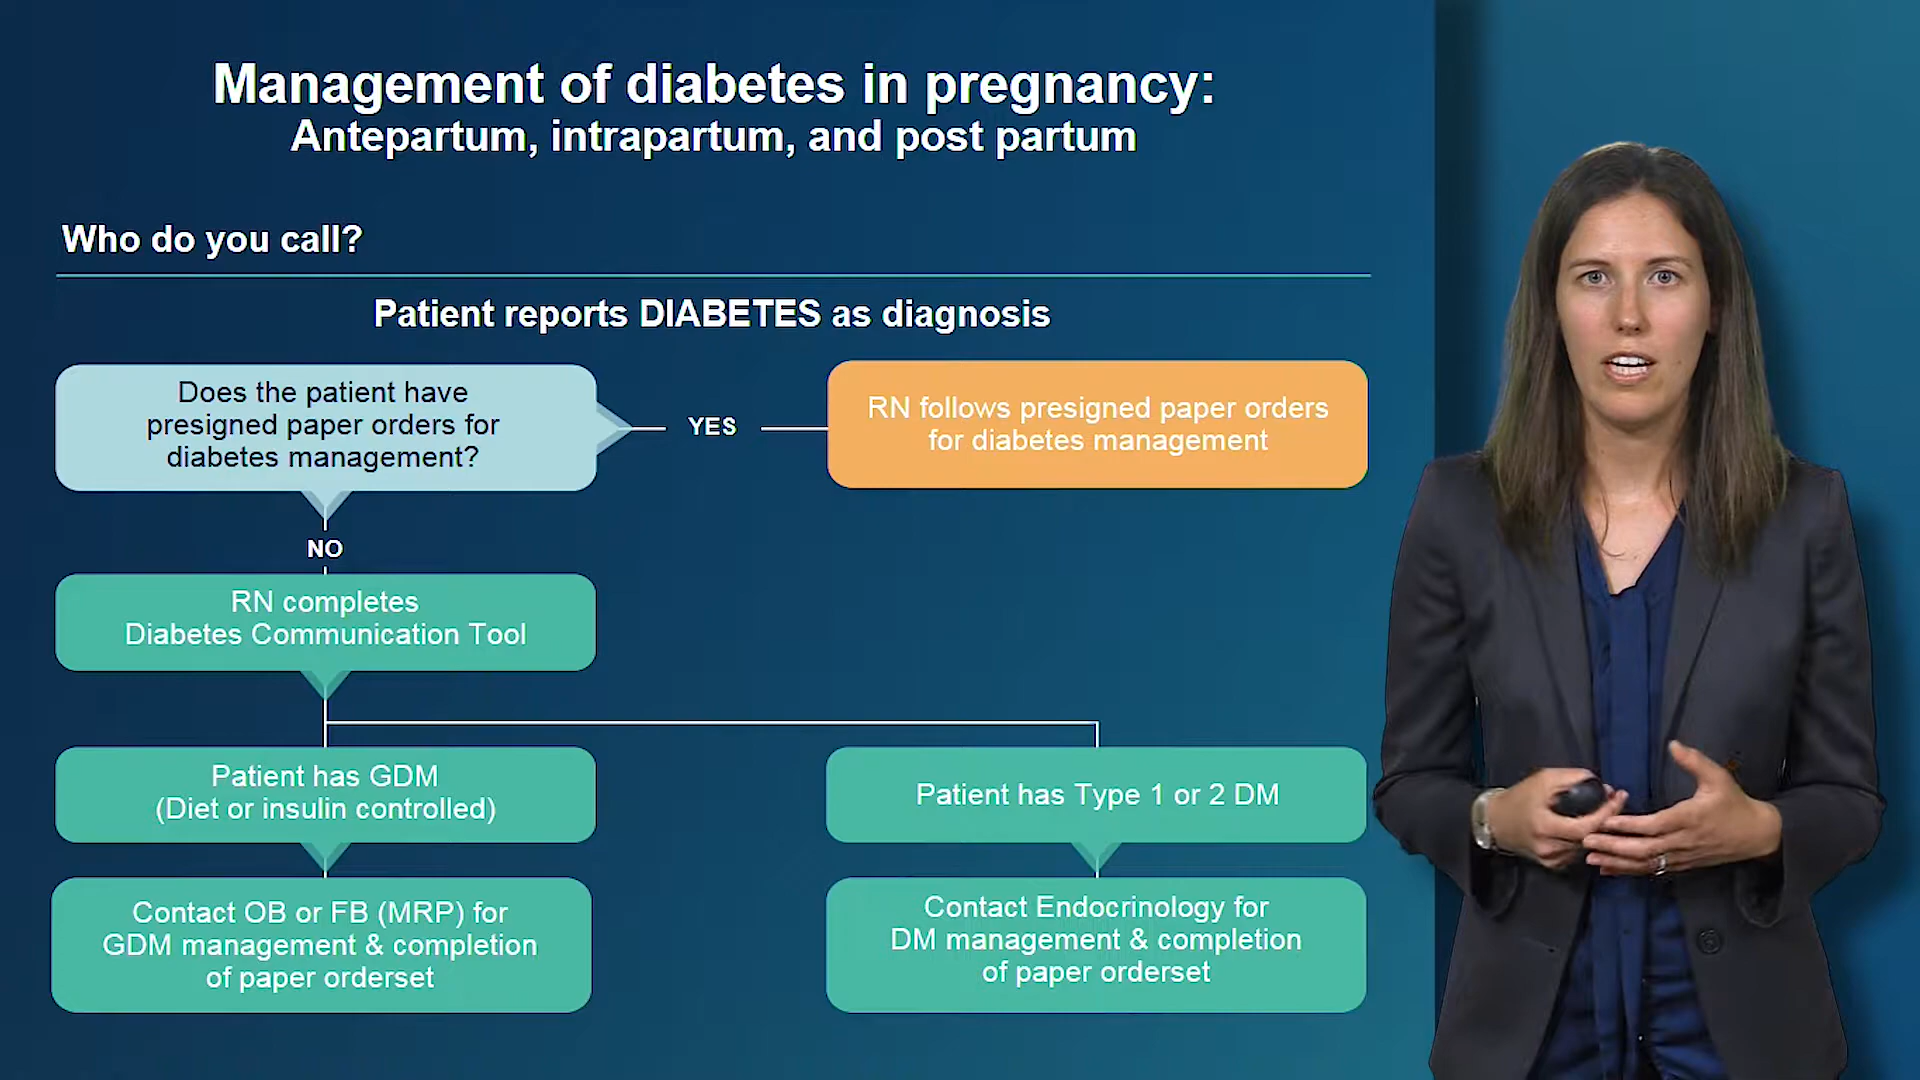 Management of diabetes in pregnancy:
Antepartum, intrapartum, and post partum
Who do you call?
Patient reports DIABETES as diagnosis
Does the patient have
presigned paper orders for
diabetes management?
YES
RN follows presigned paper orders
for diabetes management
NO
RN completes
Diabetes Communication Tool
Patient has GDM
(Diet or insulin controlled)
Patient has Type 1 or 2 DM
Contact OB or FB (MRP) for
GDM management & completion
of paper orderset
Contact Endocrinology for
DM management & completion
of paper orderset